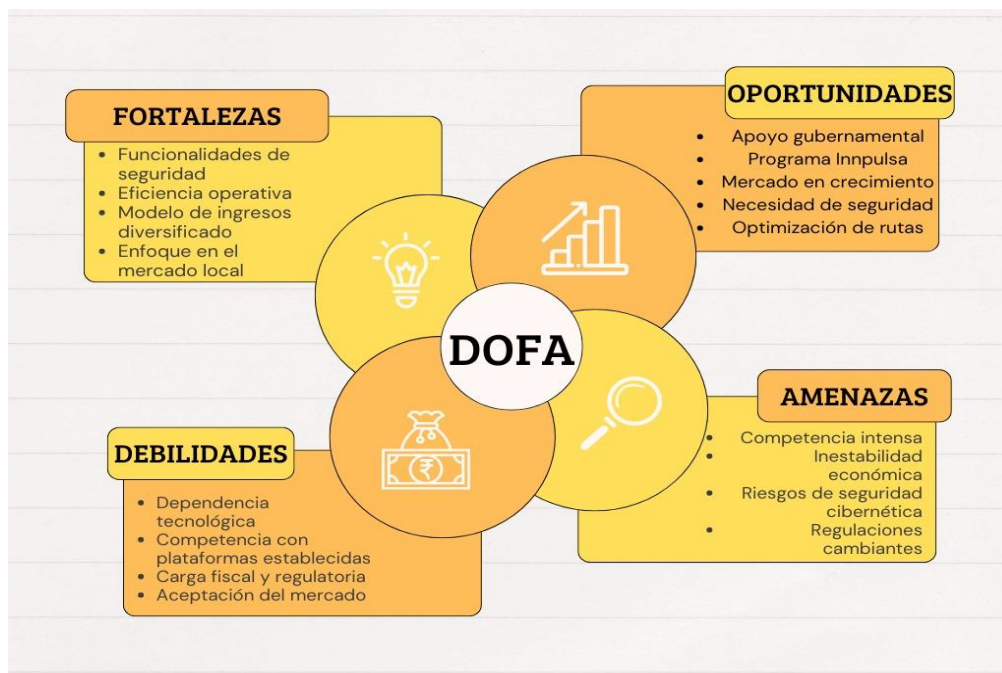 FORTALEZAS
• Funcionalidades de
seguridad
• Eficiencia operativa
• Modelo de ingresos
diversificado
• Enfoque en el
mercado local
OPORTUNIDADES
• Apoyo gubernamental
• Programa Innpulsa
• Mercado en crecimiento
• Necesidad de seguridad
• Optimización de rutas
DOFA
DEBILIDADES
• Dependencia
tecnológica
• Competencia con
plataformas establecidas
• Carga fiscal y regulatoria
• Aceptación del mercado
AMENAZAS
• Competencia intensa
• Inestabilidad
económica
• Riesgos de seguridad
cibernética
• Regulaciones
cambiantes
₹